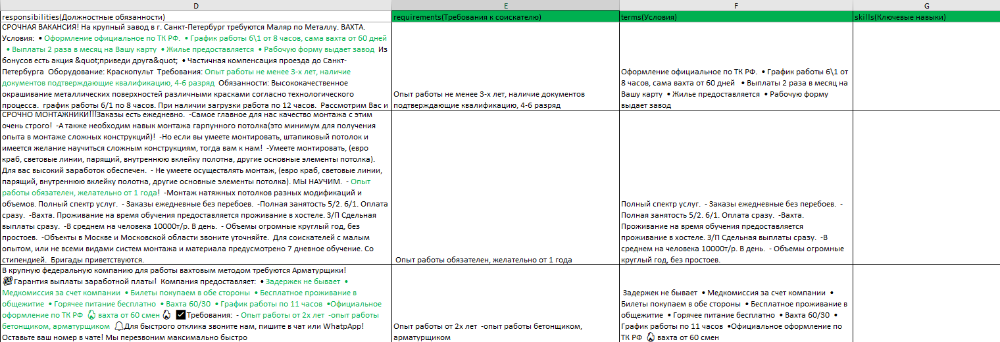 D
E
F
G
responsibilities(Должностные обязанности)
requirements(Требования к соискателю)
terms(Условия)
skills(Ключевые навыки)
СРОЧНАЯ ВАКАНСИЯ! На крупный завод в г. Санкт-Петербург требуются Маляр по Металлу. ВАХТА.
Условия:  • Оформление официальное по ТК РФ.  • График работы 6\1 от 8 часов, сама вахта от 60 дней
• Выплаты 2 раза в месяц на Вашу карту  • Жилье предоставляется  • Рабочую форму выдает завод  Из
бонусов есть акция &quot;приведи друга&quot;  • Частичная компенсация проезда до Санкт-
Петербурга  Оборудование: Краскопульт  Требования: Опыт работы не менее 3-х лет, наличие
документов подтверждающие квалификацию, 4-6 разряд  Обязанности: Высококачественное
окрашивание металлических поверхностей различными красками согласно технологического
процесса.  график работы 6/1 по 8 часов. При наличии загрузки работа по 12 часов.  Рассмотрим Вас и
Опыт работы не менее 3-х лет, наличие документов
подтверждающие квалификацию, 4-6 разряд
Оформление официальное по ТК РФ.  • График работы 6\1 от
8 часов, сама вахта от 60 дней  • Выплаты 2 раза в месяц на
Вашу карту  • Жилье предоставляется  • Рабочую форму
выдает завод
СРОЧНО МОНТАЖНИКИ!!!Заказы есть ежедневно.  -Самое главное для нас качество монтажа с этим
очень строго!  -А также необходим навык монтажа гарпунного потолка(это минимум для получения
опыта в монтаже сложных конструкций)!  -Но если вы умеете монтировать, штапиковый потолок и
имеется желание научиться сложным конструкциям, тогда вам к нам!  -Умеете монтировать, (евро
краб, световые линии, парящий, внутреннюю вклейку полотна, другие основные элементы потолка).
Для вас высокий заработок обеспечен.  - Не умеете осуществлять монтаж, (евро краб, световые линии,
парящий, внутреннюю вклейку полотна, другие основные элементы потолка). МЫ НАУЧИМ.  - Опыт
работы обязателен, желательно от 1 года!  -Монтаж натяжных потолков разных модификаций и
объемов. Полный спектр услуг.  - Заказы ежедневные без перебоев.  -Полная занятость 5/2. 6/1. Оплата
сразу.  -Вахта. Проживание на время обучения предоставляется проживание в хостеле. З/П Сдельная
выплаты сразу.  -В среднем на человека 10000т/р. В день.  - Объемы огромные круглый год, без
простоев.  -Объекты в Москве и Московской области звоните уточняйте.  Для соискателей с малым
опытом, или не всеми видами систем монтажа и материала предусмотрено 7 дневное обучение. Со
стипендией.  Бригады приветствуются.
Опыт работы обязателен, желательно от 1 года
Полный спектр услуг.  - Заказы ежедневные без перебоев.  -
Полная занятость 5/2. 6/1. Оплата сразу.  -Вахта.
Проживание на время обучения предоставляется
проживание в хостеле. З/П Сдельная выплаты сразу.  -В
среднем на человека 10000т/р. В день.  - Объемы огромные
круглый год, без простоев.
В крупную федеральную компанию для работы вахтовым методом требуются Арматурщики!
💯Гарантия выплаты заработной платы!  Компания предоставляет:  • Задержек не бывает  •
Медкомиссия за счет компании  • Билеты покупаем в обе стороны  • Бесплатное проживание в
общежитие  • Горячее питание бесплатно  • Вахта 60/30  • График работы по 11 часов  •Официальное
оформление по ТК РФ  🔥 вахта от 60 смен 🔥  ✅Требования:  - Опыт работы от 2х лет  -опыт работы
бетонщиком, арматурщиком  🔔Для быстрого отклика звоните нам, пишите в чат или WhatpApp!
Оставьте ваш номер в чате! Мы перезвоним максимально быстро
Опыт работы от 2х лет  -опыт работы бетонщиком,
арматурщиком
Задержек не бывает  • Медкомиссия за счет компании  •
Билеты покупаем в обе стороны  • Бесплатное проживание в
общежитие  • Горячее питание бесплатно  • Вахта 60/30  •
График работы по 11 часов  •Официальное оформление по
ТК РФ  🔥 вахта от 60 смен